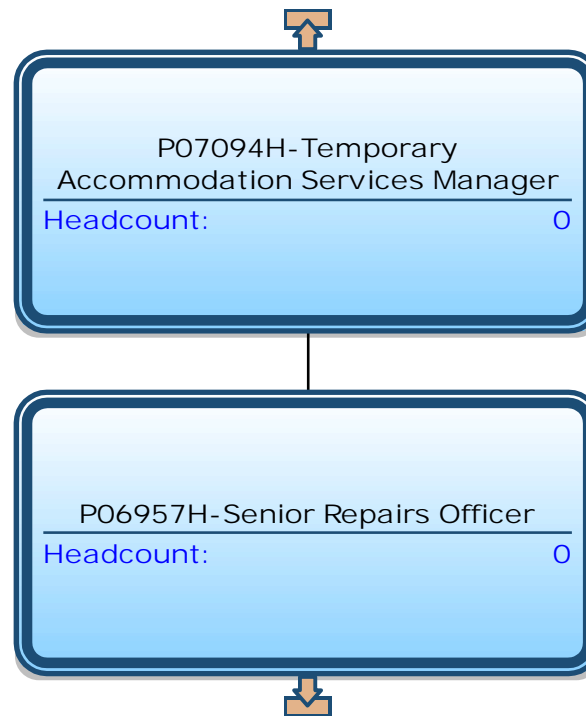 P07094H-Temporary
Accommodation Services Manager
Headcount: 0
P06957H-Senior Repairs Officer
Headcount: 0